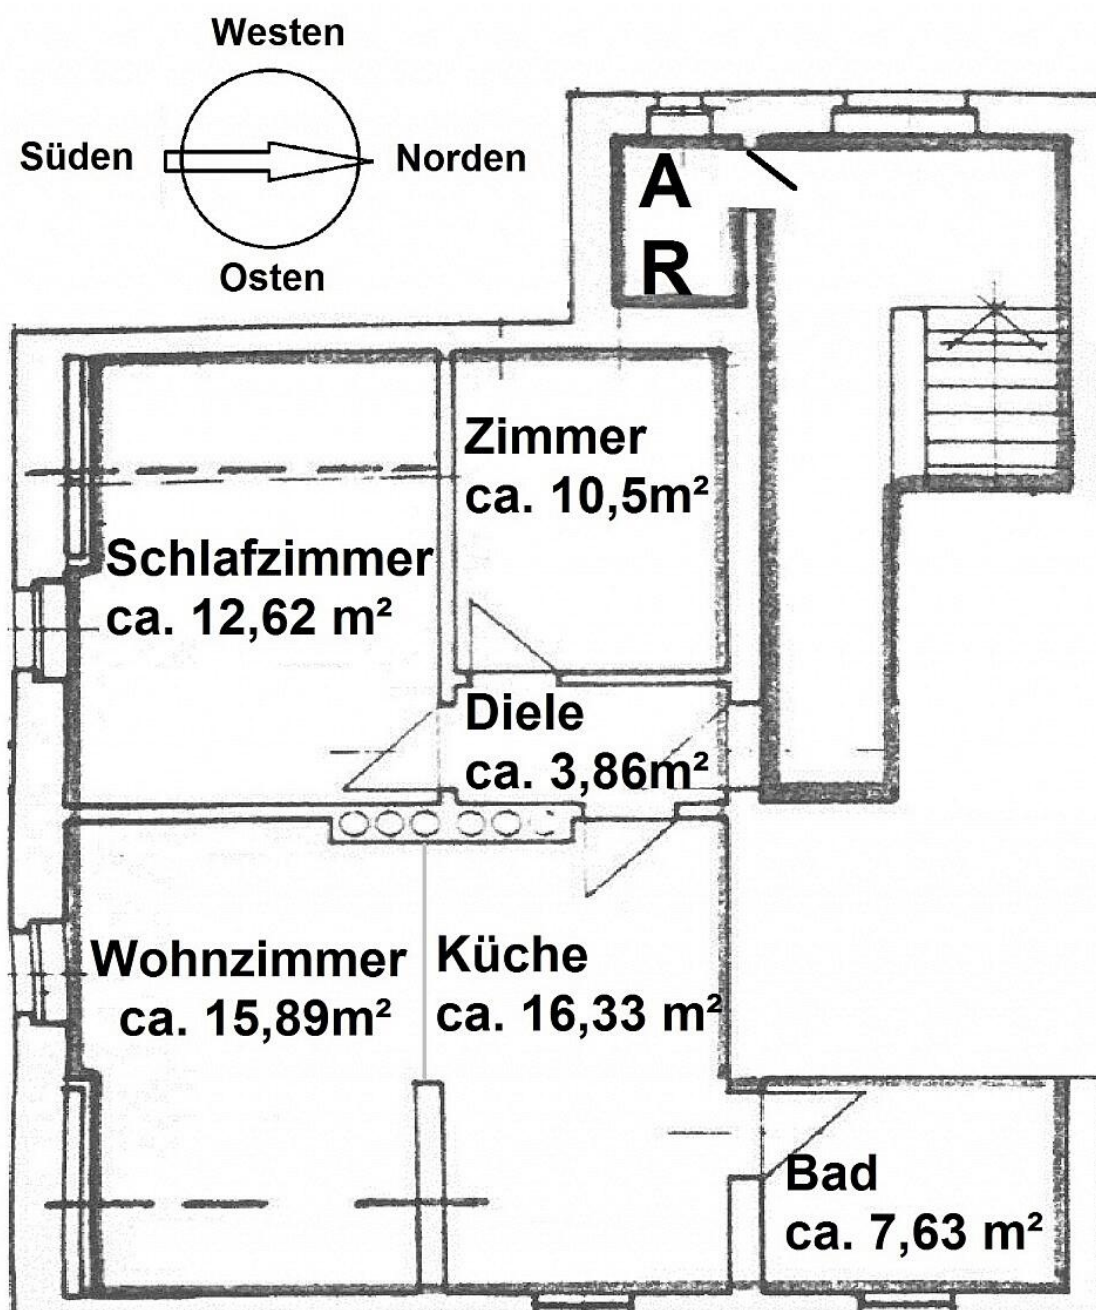 Westen
Süden
Norden
Osten
A
R
Zimmer
ca. 10,5m²
Schlafzimmer
ca. 12,62 m²
Diele
ca. 3,86m²
Wohnzimmer
ca. 15,89m²
Küche
ca. 16,33 m²
Bad
ca. 7,63 m²